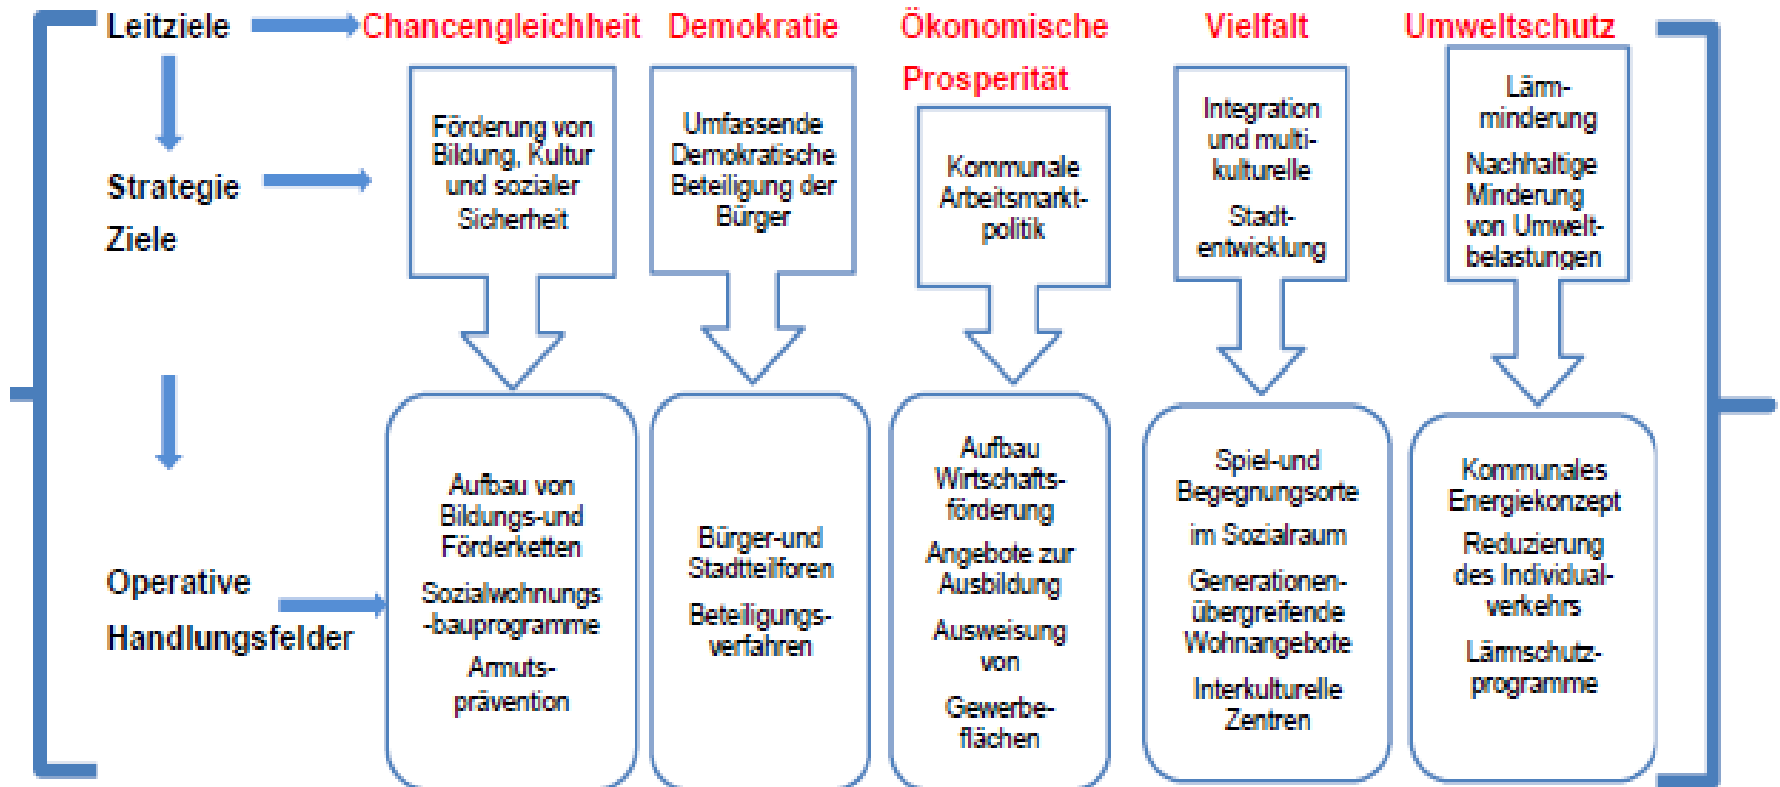 Leitziele
Chancengleichheit
Demokratie
Ökonomische
Prosperität
Vielfalt
Umweltschutz
Strategie
Ziele
Förderung von
Bildung, Kultur
und sozialer
Sicherheit
Umfassende
Demokratische
Beteiligung der
Bürger
Kommunale
Arbeitsmarkt-
politik
Integration
und multi-
kulturelle
Stadt-
entwicklung
Lärm-
minderung
Nachhaltige
Minderung
von Umwelt-
belastungen
Operative
Handlungsfelder
Aufbau von
Bildungs-und
Förderketten
Sozialwohnungs
-bauprogramme
Armuts-
prävention
Bürger-und
Stadtteilforen
Beteiligungs-
verfahren
Aufbau
Wirtschafts-
förderung
Angebote zur
Ausbildung
Ausweisung
von
Gewerbe-
flächen
Spiel-und
Begegnungsorte
im Sozialraum
Generationen-
übergreifende
Wohnangebote
Interkulturelle
Zentren
Kommunales
Energiekonzept
Reduzierung
des Individual-
verkehrs
Lärmschutz-
programme